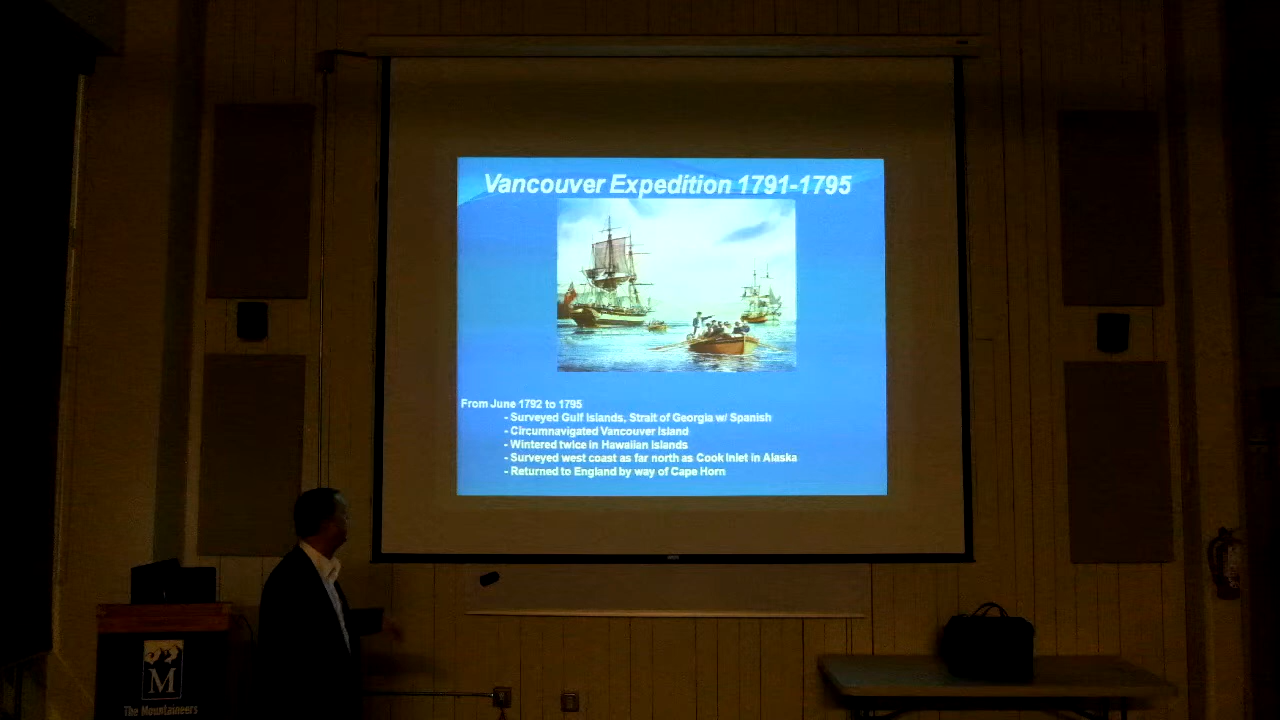 Vancouver Expedition 1791-1795
From June 1792 to 1795
- Surveyed Gulf Islands, Strait of Georgia w/ Spanish
- Circumnavigated Vancouver Island
- Wintered twice in Hawaiian Islands
- Surveyed west coast as far north as Cook Inlet in Alaska
- Returned to England by way of Cape Horn
M
The Mountaineers